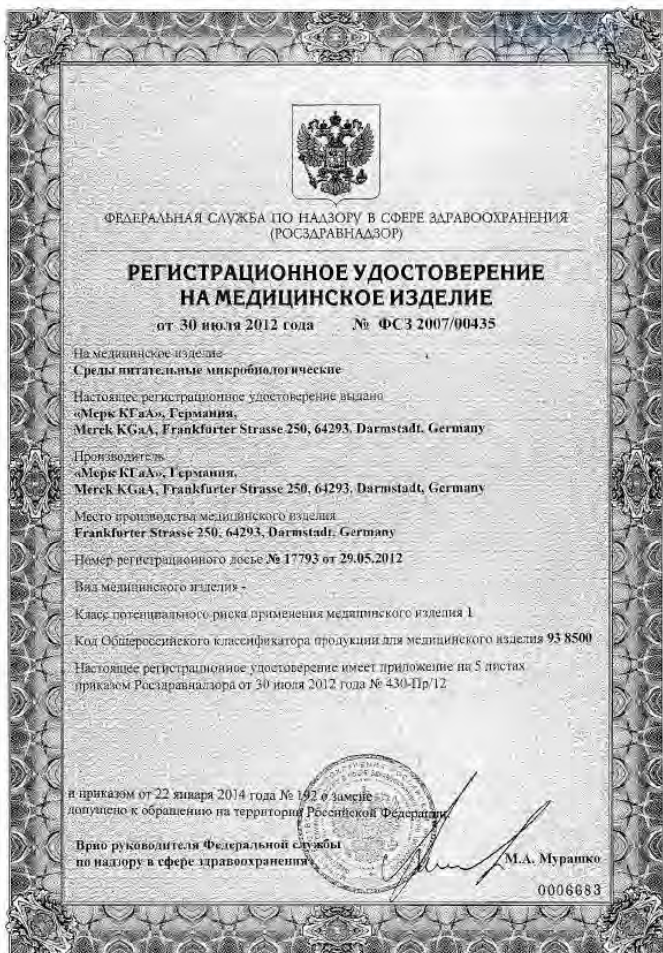 ФЕДЕРАЛЬНАЯ СЛУЖБА ПО НАДЗОРУ В СФЕРЕ ЗДРАВООХРАНЕНИЯ
(РОСЗДРАВНАДЗОР)
РЕГИСТРАЦИОННОЕ УДОСТОВЕРЕНИЕ
НА МЕДИЦИНСКОЕ ИЗДЕЛИЕ
от 30 июля 2012 года № ФСЗ 2007/00435
На медицинское изделие
Среды питательные микробиологические
Настоящее регистрационное удостоверение выдано
«Мерк КГаА», Германия,
Merck KGaA, Frankfurter Strasse 250, 64293, Darmstadt, Germany
Производитель
«Мерк КГаА», Германия,
Merck KGaA, Frankfurter Strasse 250, 64293, Darmstadt, Germany
Место производства медицинского изделия
Frankfurter Strasse 250, 64293, Darmstadt, Germany
Номер регистрационного досье № 17793 от 29.05.2012
Вид медицинского изделия -
Класс потенциального риска применения медицинского изделия 1
Код Общероссийского классификатора продукции для медицинского изделия 93 8500
Настоящее регистрационное удостоверение имеет приложение на 5 листах
приказом Росздравнадзора от 30 июля 2012 года № 430-Пр/12
и приказом от 22 января 2014 года № 192 о замене
допущено к обращению на территории Российской Федерации.
Врио руководителя Федеральной службы
по надзору в сфере здравоохранения
М.А. Мурашко
0006683